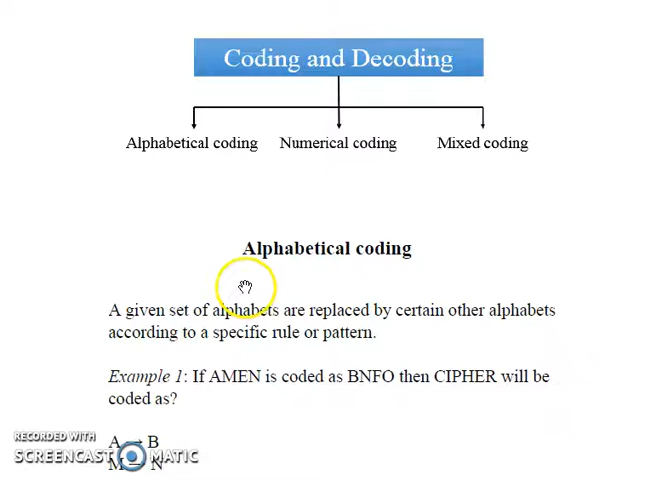 Coding and Decoding
Alphabetical coding Numerical coding Mixed coding
Alphabetical coding
A given set of alphabets are replaced by certain other alphabets
according to a specific rule or pattern.
Example 1: If AMEN is coded as BNFO then CIPHER will be
coded as?
A → B
M → N
RECORDED WITH
SCREENCAST MATIC